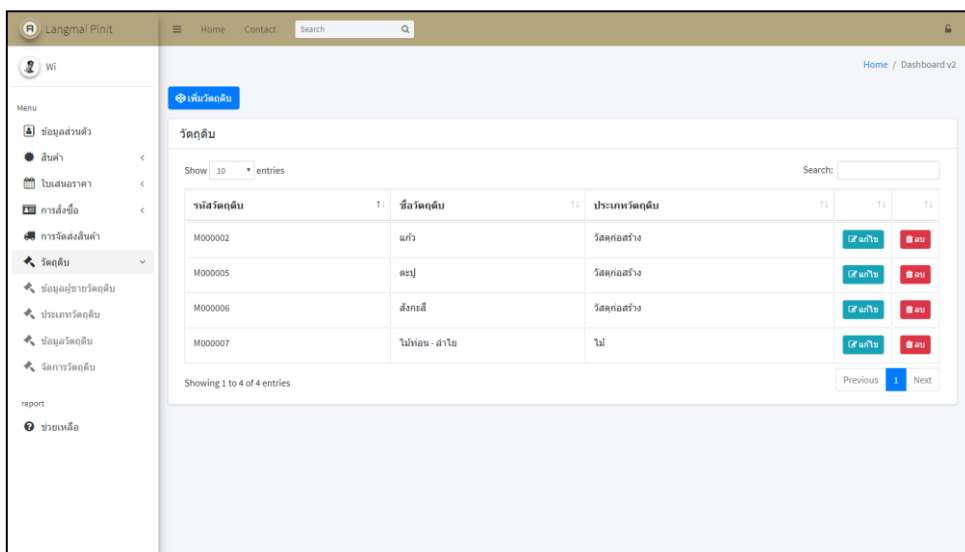 Langmai Pinit
Home Contact Search
Wi
Home / Dashboard v2
Menu
ข้อมูลส่วนตัว
สินค้า
ใบเสนอราคา
การสั่งซื้อ
การจัดส่งสินค้า
วัตถุดิบ
ข้อมูลผู้ขายวัตถุดิบ
ประเภทวัตถุดิบ
ข้อมูลวัตถุดิบ
จัดการวัตถุดิบ
report
ช่วยเหลือ
เพิ่มวัตถุดิบ
วัตถุดิบ
Show 10 entries Search:
รหัสวัตถุดิบ ชื่อวัตถุดิบ ประเภทวัตถุดิบ
M000002 แก้ว วัสดุก่อสร้าง แก้ไข ลบ
M000005 ตะปู วัสดุก่อสร้าง แก้ไข ลบ
M000006 สังกะสี วัสดุก่อสร้าง แก้ไข ลบ
M000007 ไม้ท่อน - ลำไย ไม้ แก้ไข ลบ
Showing 1 to 4 of 4 entries Previous 1 Next